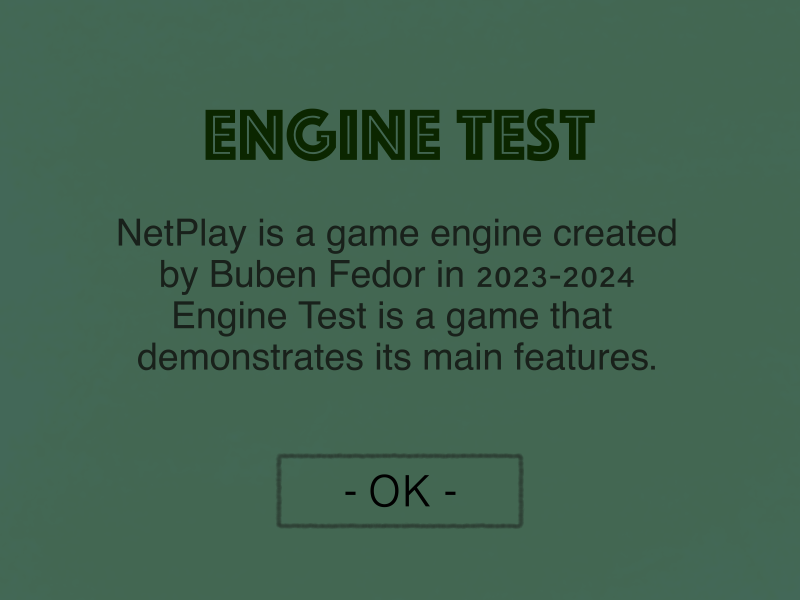 ENGINE TEST
NetPlay is a game engine created
by Buben Fedor in 2023-2024
Engine Test is a game that
demonstrates its main features.
- OK -